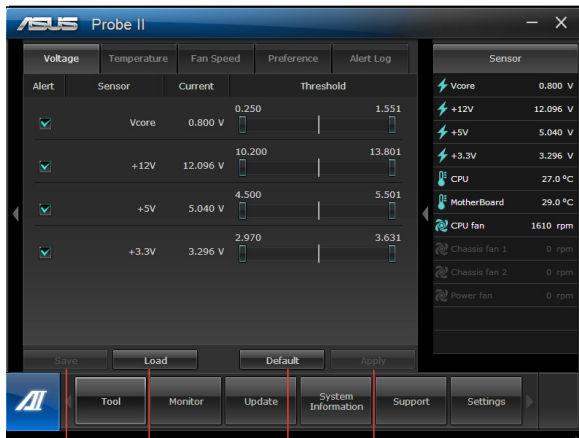 ASUS Probe II
Voltage Temperature Fan Speed Preference Alert Log
Alert Sensor Current Threshold
0.250 1.551
Vcore 0.800 V
10.200 13.801
+12V 12.096 V
4.500 5.501
+5V 5.040 V
2.970 3.631
+3.3V 3.296 V
Save Load Default Apply
Sensor
Vcore 0.800 V
+12V 12.096 V
+5V 5.040 V
+3.3V 3.296 V
CPU 27.0 ºC
MotherBoard 29.0 ºC
CPU fan 1610 rpm
Chassis fan 1 0 rpm
Chassis fan 2 0 rpm
Power fan 0 rpm
AI Tool Monitor Update System Information Support Settings